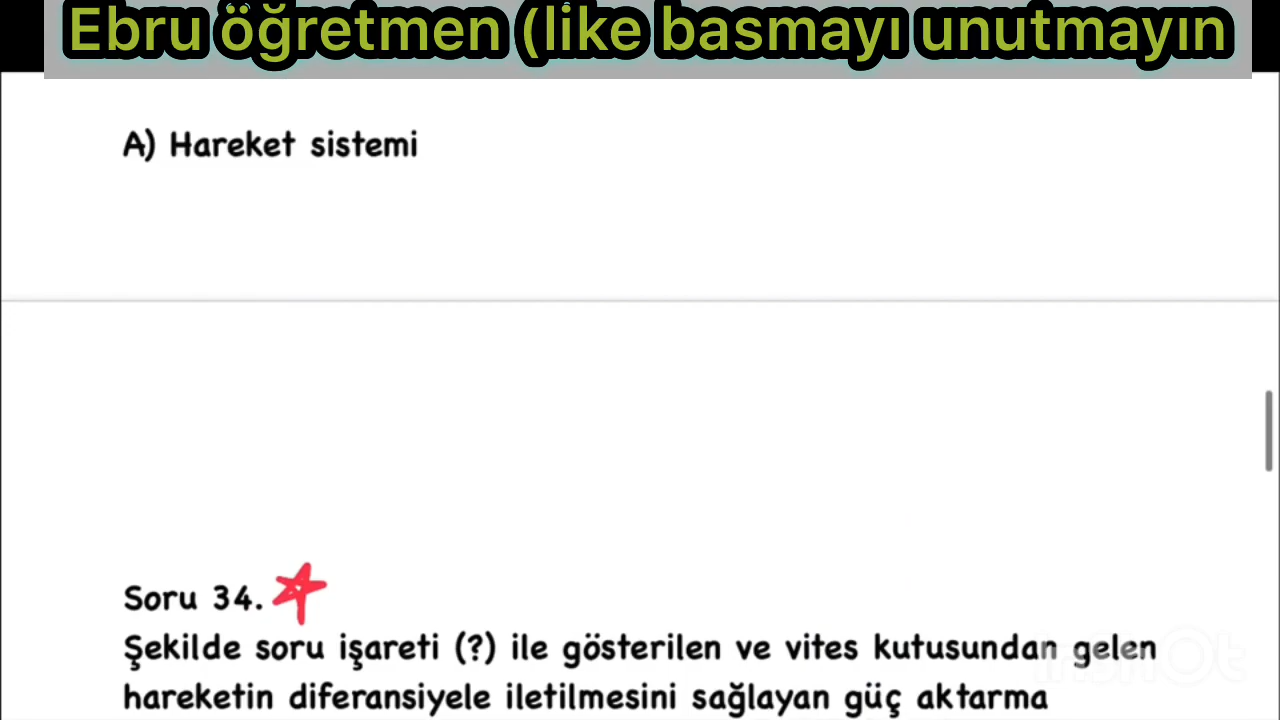 Ebru öğretmen (like basmayı unutmayın
A) Hareket sistemi
Soru 34.
Şekilde soru işareti (?) ile gösterilen ve vites kutusundan gelen
hareketin diferansiyele iletilmesini sağlayan güç aktarma
InShOt